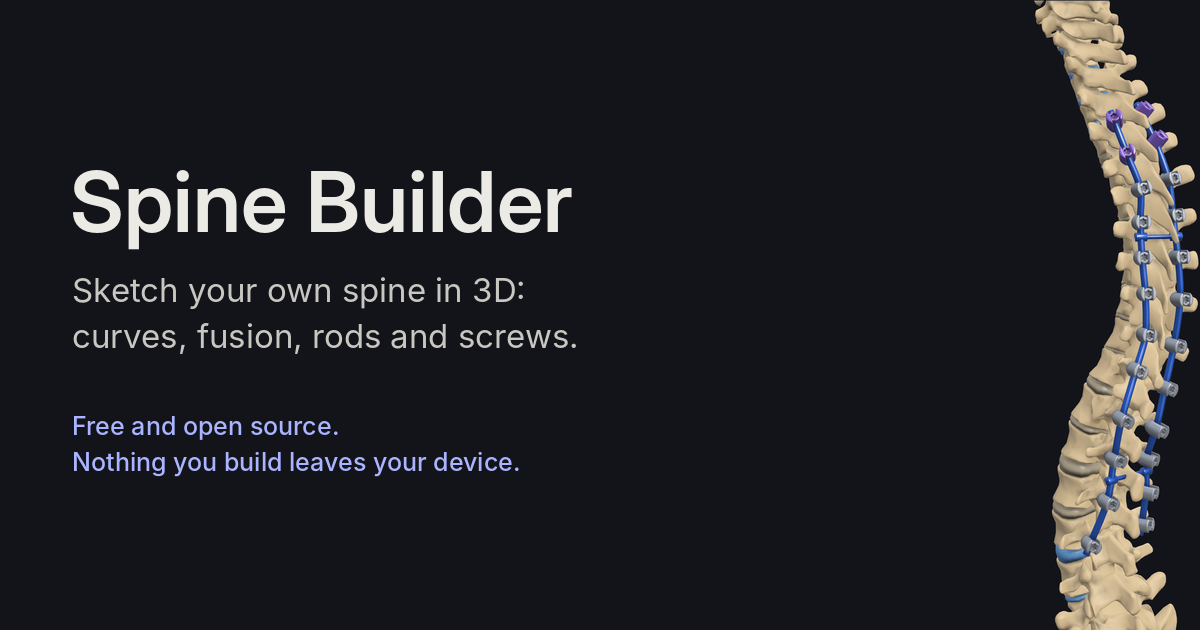 Spine Builder
Sketch your own spine in 3D:
curves, fusion, rods and screws.
Free and open source.
Nothing you build leaves your device.